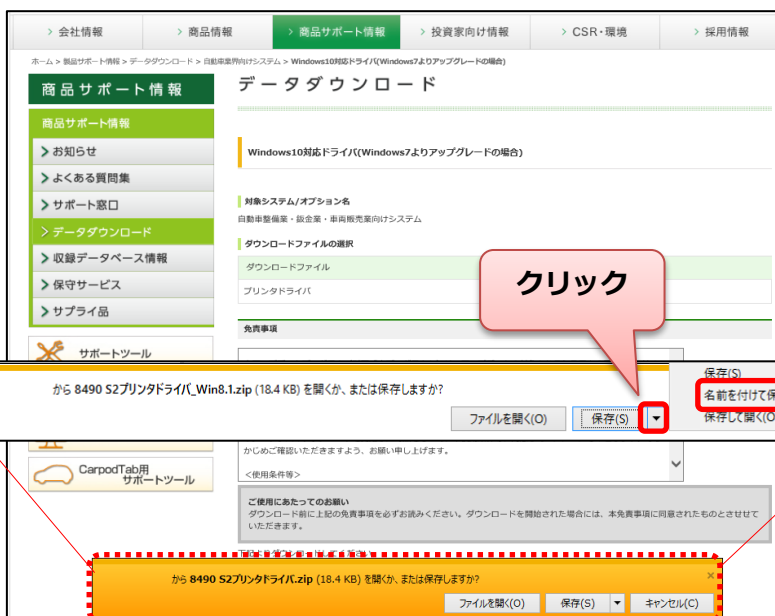 > 会社情報
> 商品情報
> 商品サポート情報
> 投資家向け情報
> CSR・環境
> 採用情報
ホーム > 製品サポート情報 > データダウンロード > 自動車業界向けシステム > Windows10対応ドライバ(Windows7よりアップグレードの場合)
商品サポート情報
データダウンロード
商品サポート情報
> お知らせ
> よくある質問集
> サポート窓口
> データダウンロード
> 収録データベース情報
> 保守サービス
> サプライ品
サポートツール
Windows10対応ドライバ(Windows7よりアップグレードの場合)
対象システム/オプション名
自動車整備業・鈑金業・車両販売業向けシステム
ダウンロードファイルの選択
ダウンロードファイル
プリンタドライバ
免責事項
クリック
から 8490 S2プリンタドライバ_Win8.1.zip (18.4 KB) を開くか、または保存しますか?
ファイルを開く(O)
保存(S)
保存(S)
名前を付けて保
保存して開く(O
CarpodTab用
サポートツール
かじめご確認いただきますよう、お願い申し上げます。
<使用条件等>
ご使用にあたってのお願い
ダウンロード前に上記の免責事項を必ずお読みください。ダウンロードを開始された場合には、本免責事項に同意されたものとさせせて
いただきます。
から 8490 S2プリンタドライバ.zip (18.4 KB) を開くか、または保存しますか?
ファイルを開く(O)
保存(S)
キャンセル(C)